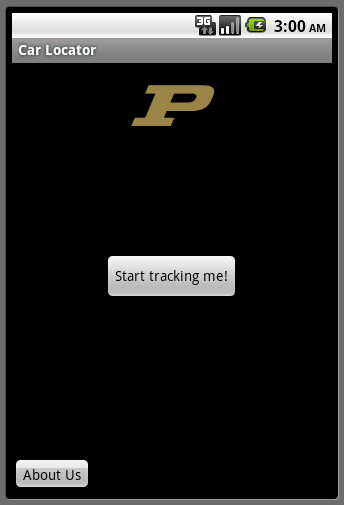 3G 3:00 AM
Car Locator
P
Start tracking me!
About Us